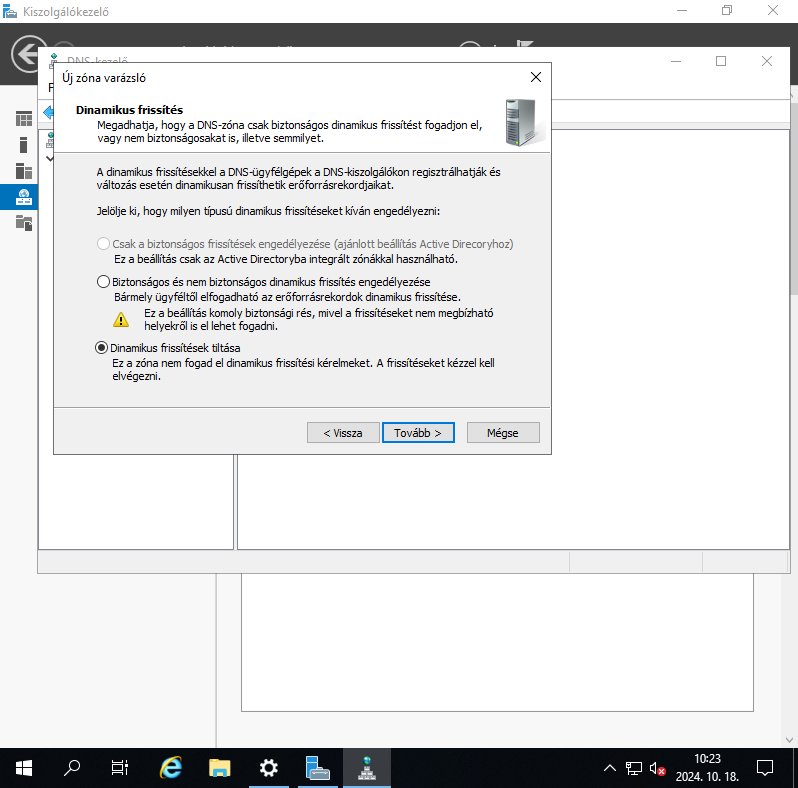 Kiszolgálókezelő
DNS-kezelő
F
Új zóna varázsló
Dinamikus frissítés
Megadhatja, hogy a DNS-zóna csak biztonságos dinamikus frissítést fogadjon el,
vagy nem biztonságosakat is, illetve semmilyet.
A dinamikus frissítésekkel a DNS-ügyfélgépek a DNS-kiszolgálókon regisztrálhatják és
változás esetén dinamikusan frissíthetik erőforrásrekordjaikat.
Jelölje ki, hogy milyen típusú dinamikus frissítéseket kíván engedélyezni:
Csak a biztonságos frissítések engedélyezése (ajánlott beállítás Active Direcoryhoz)
Ez a beállítás csak az Active Directoryba integrált zónákkal használható.
Biztonságos és nem biztonságos dinamikus frissítés engedélyezése
Bármely ügyféltől elfogadható az erőforrásrekordok dinamikus frissítése.
Ez a beállítás komoly biztonsági rés, mivel a frissítéseket nem megbízható
helyekről is el lehet fogadni.
Dinamikus frissítések tiltása
Ez a zóna nem fogad el dinamikus frissítési kérelmeket. A frissítéseket kézzel kell
elvégezni.
< Vissza
Tovább >
Mégse
10:23
2024. 10. 18.